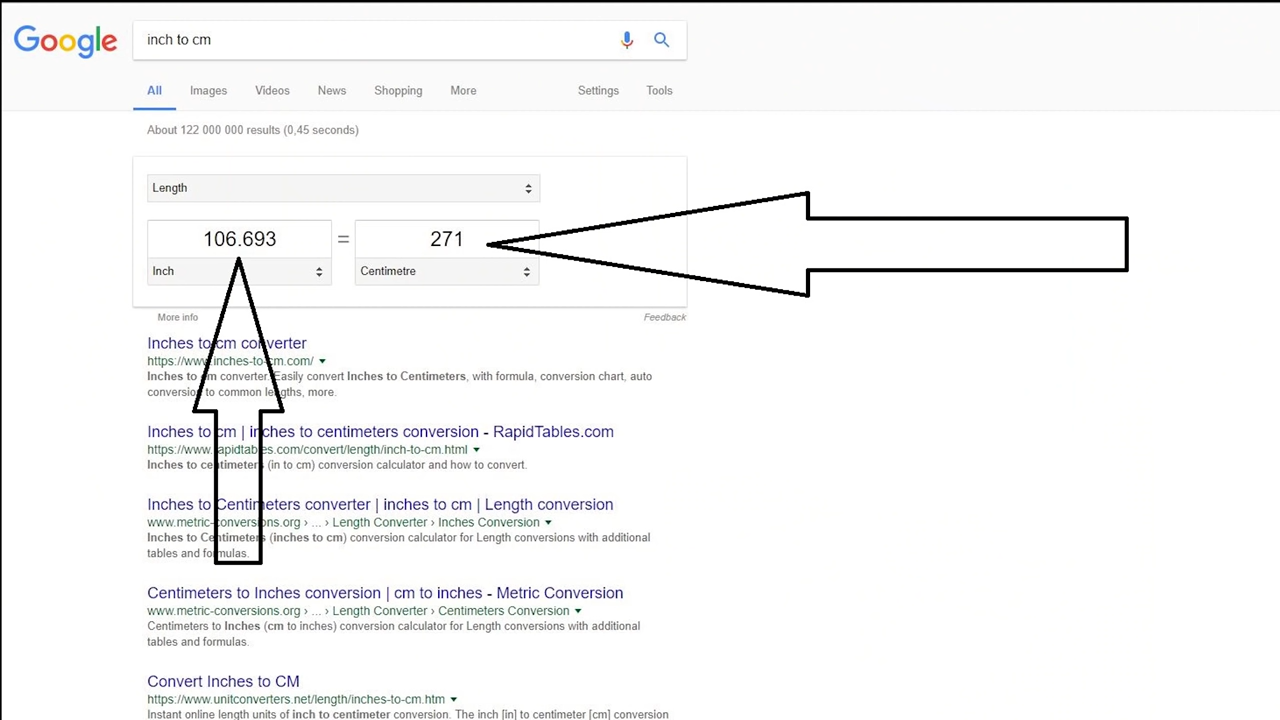 Google
inch to cm
All Images Videos News Shopping More Settings Tools
About 122 000 000 results (0,45 seconds)
Length
106.693 = 271
Inch Centimetre
More info Feedback
Inches to cm converter
https://www.inches-to-cm.com/
Inches to cm converter. Easily convert Inches to Centimeters, with formula, conversion chart, auto
conversion to common lengths, more.
Inches to cm | inches to centimeters conversion - RapidTables.com
https://www.rapidtables.com/convert/length/inch-to-cm.html
Inches to centimeters (in to cm) conversion calculator and how to convert.
Inches to Centimeters converter | inches to cm | Length conversion
www.metric-conversions.org › ... › Length Converter › Inches Conversion
Inches to Centimeters (inches to cm) conversion calculator for Length conversions with additional
tables and formulas.
Centimeters to Inches conversion | cm to inches - Metric Conversion
www.metric-conversions.org › ... › Length Converter › Centimeters Conversion
Centimeters to Inches (cm to inches) conversion calculator for Length conversions with additional
tables and formulas.
Convert Inches to CM
https://www.unitconverters.net/length/inches-to-cm.htm
Instant online length units of inch to centimeter conversion. The inch [in] to centimeter [cm] conversion